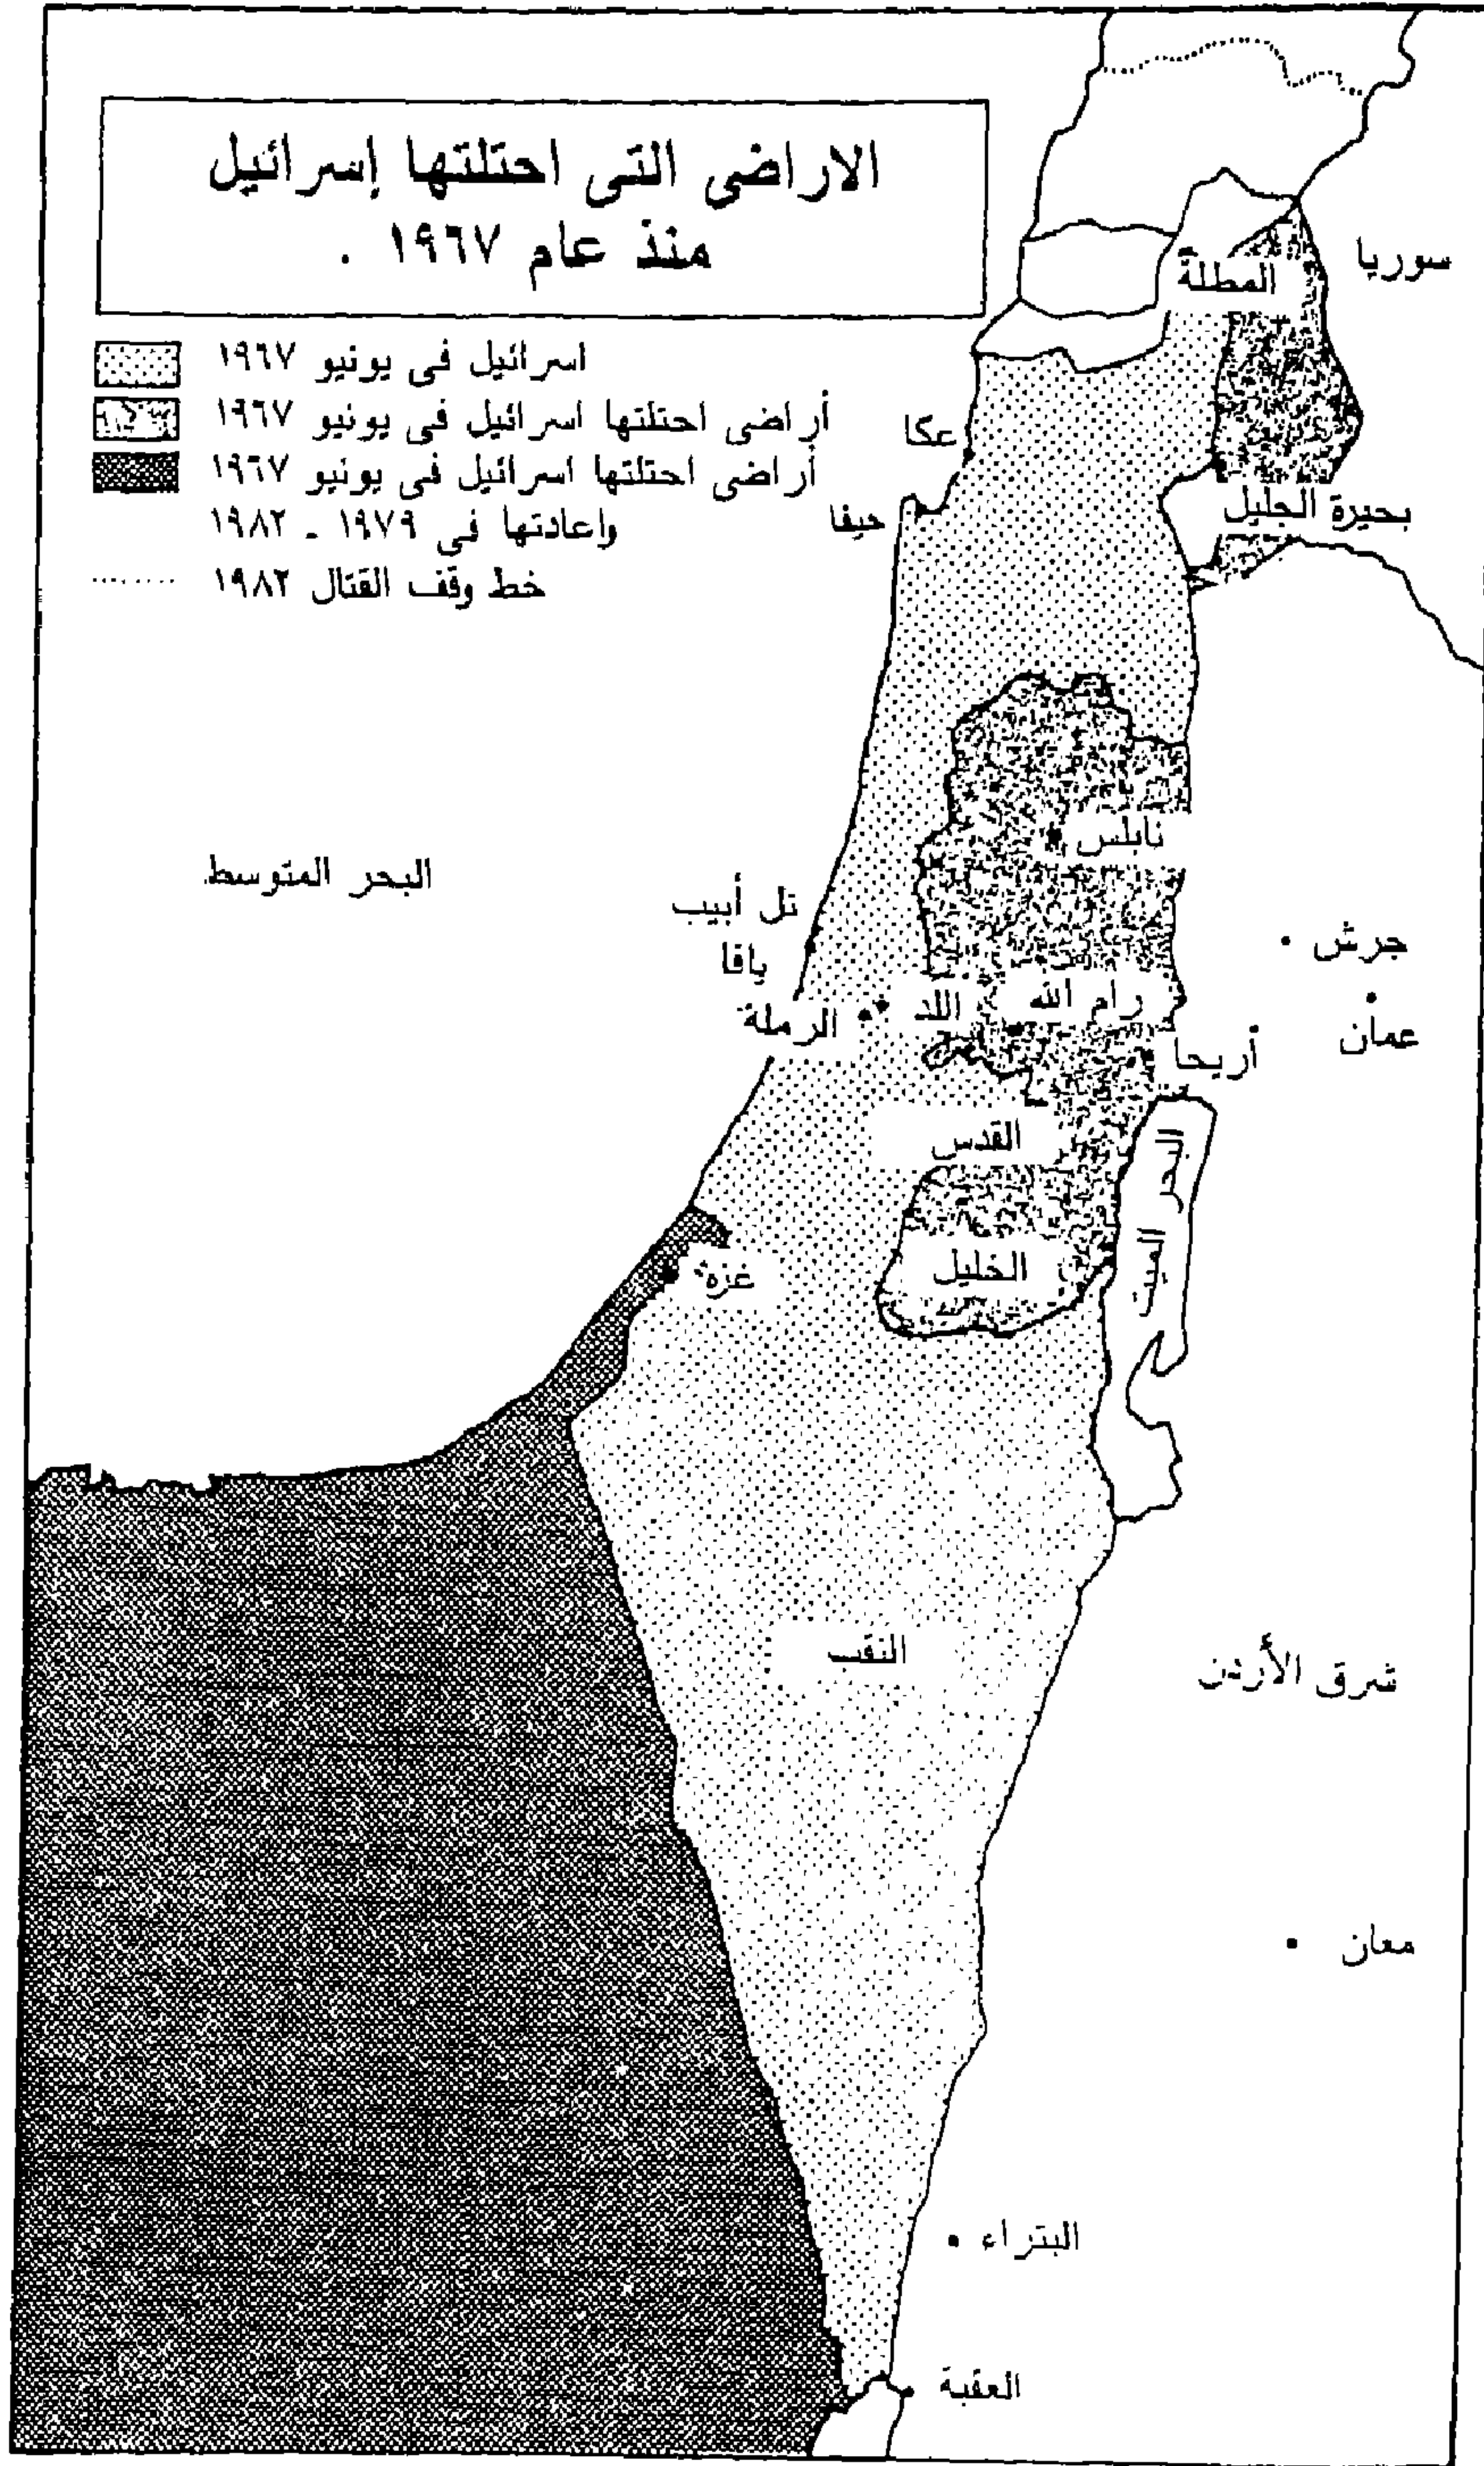 الاراضى التى احتلتها إسرائيل
منذ عام ١٩٦٧ .
اسرائيل فى يونيو ١٩٦٧
أراضى احتلتها اسرائيل فى يونيو ١٩٦٧
أراضى احتلتها اسرائيل فى يونيو ١٩٦٧
واعادتها فى ١٩٧٩ - ١٩٨٢
خط وقف القتال ١٩٨٢
سوريا
المطلة
عكا
حيفا
بحيرة الجليل
نابلس
البحر المتوسط
تل أبيب
يافا
جرش
الرملة
اللد
رام الله
عمان
أريحا
القدس
البحر الميت
الخليل
غزة
النقب
شرق الأردن
معان
البتراء
العقبة